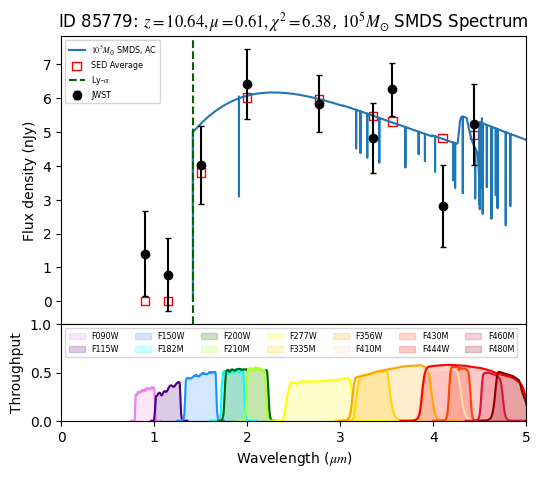 ID 85779: z = 10.64, μ = 0.61, χ² = 6.38, 10⁵M⊙ SMDS Spectrum
10⁵M⊙ SMDS, AC
SED Average
Ly-α
JWST
Flux density (nJy)
7
6
5
4
3
2
1
0
F090W F150W F200W F277W F356W F430M F460M
F115W F182M F210M F335M F410M F444W F480M
Throughput
1.0
0.5
0.0
0 1 2 3 4 5
Wavelength (μm)